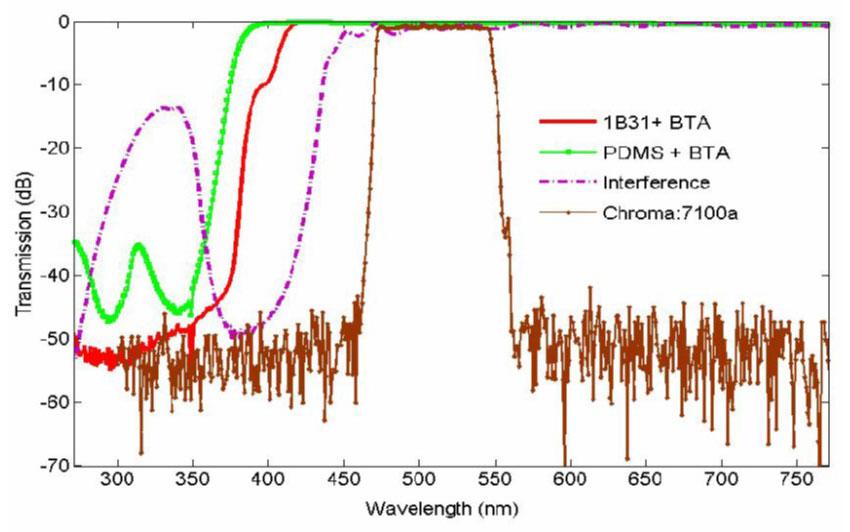 0
-10
-20
-30
-40
-50
-60
-70
Transmission (dB)
1B31+ BTA
PDMS + BTA
Interference
Chroma:7100a
300 350 400 450 500 550 600 650 700 750
Wavelength (nm)